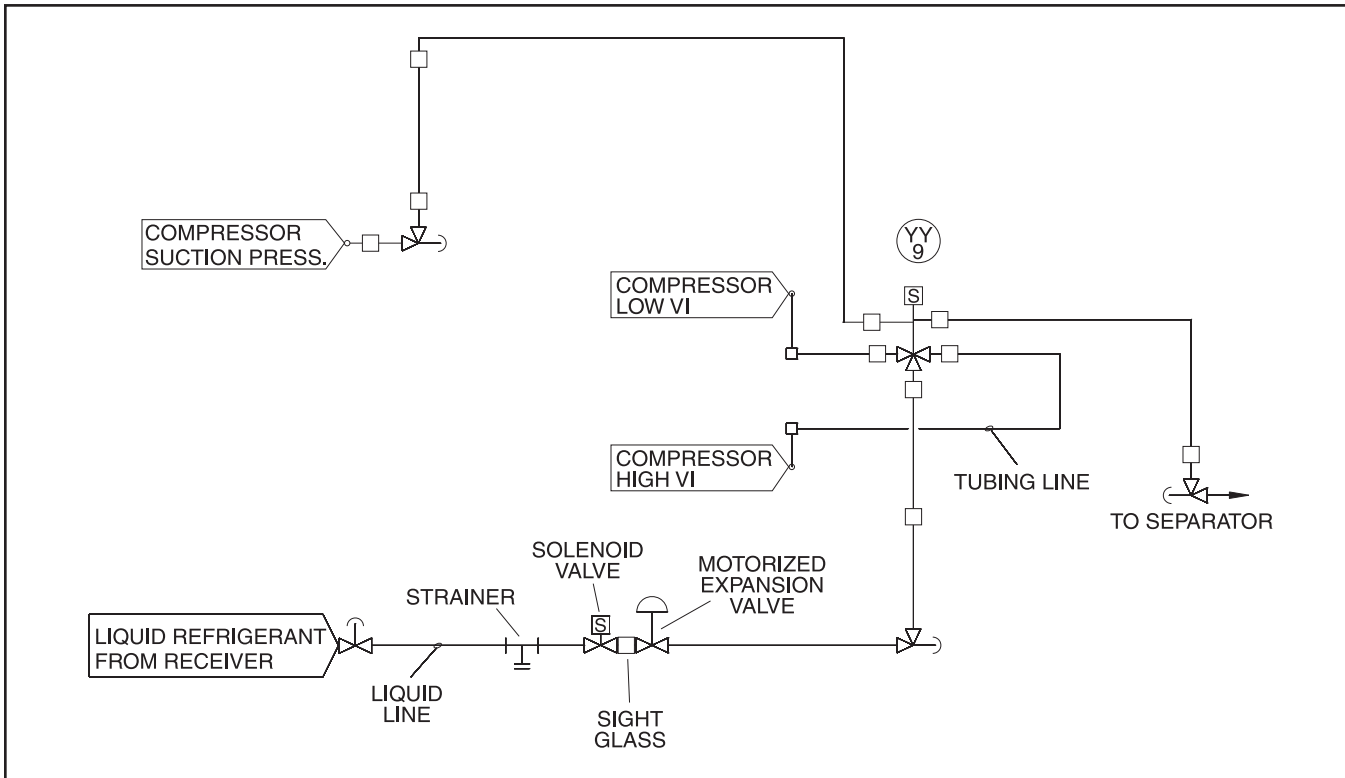 COMPRESSOR
SUCTION PRESS.
YY
9
S
COMPRESSOR
LOW VI
COMPRESSOR
HIGH VI
TUBING LINE
TO SEPARATOR
SOLENOID
VALVE
S
MOTORIZED
EXPANSION
VALVE
STRAINER
LIQUID REFRIGERANT
FROM RECEIVER
LIQUID
LINE
SIGHT
GLASS